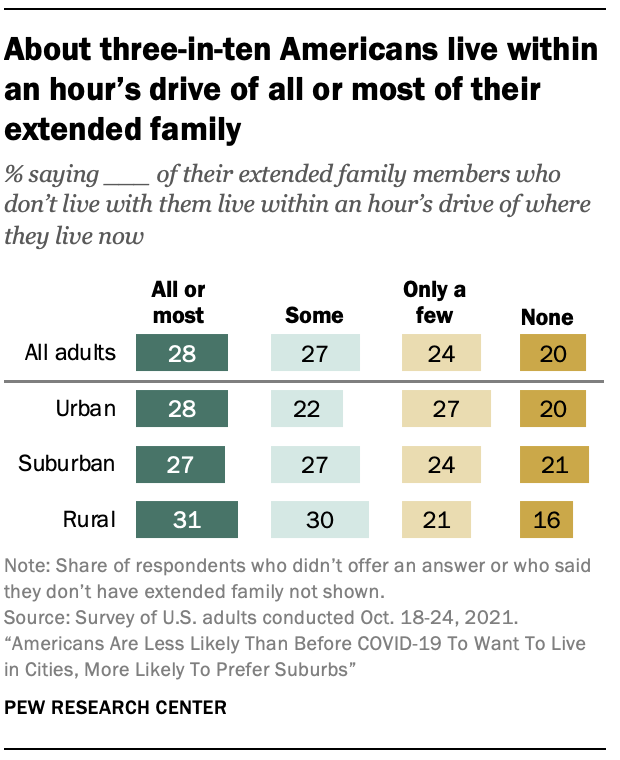 About three-in-ten Americans live within
an hour’s drive of all or most of their
extended family
% saying ___ of their extended family members who
don’t live with them live within an hour’s drive of where
they live now
All or most Some Only a few None
All adults 28 27 24 20
Urban 28 22 27 20
Suburban 27 27 24 21
Rural 31 30 21 16
Note: Share of respondents who didn’t offer an answer or who said
they don’t have extended family not shown.
Source: Survey of U.S. adults conducted Oct. 18-24, 2021.
“Americans Are Less Likely Than Before COVID-19 To Want To Live
in Cities, More Likely To Prefer Suburbs”
PEW RESEARCH CENTER